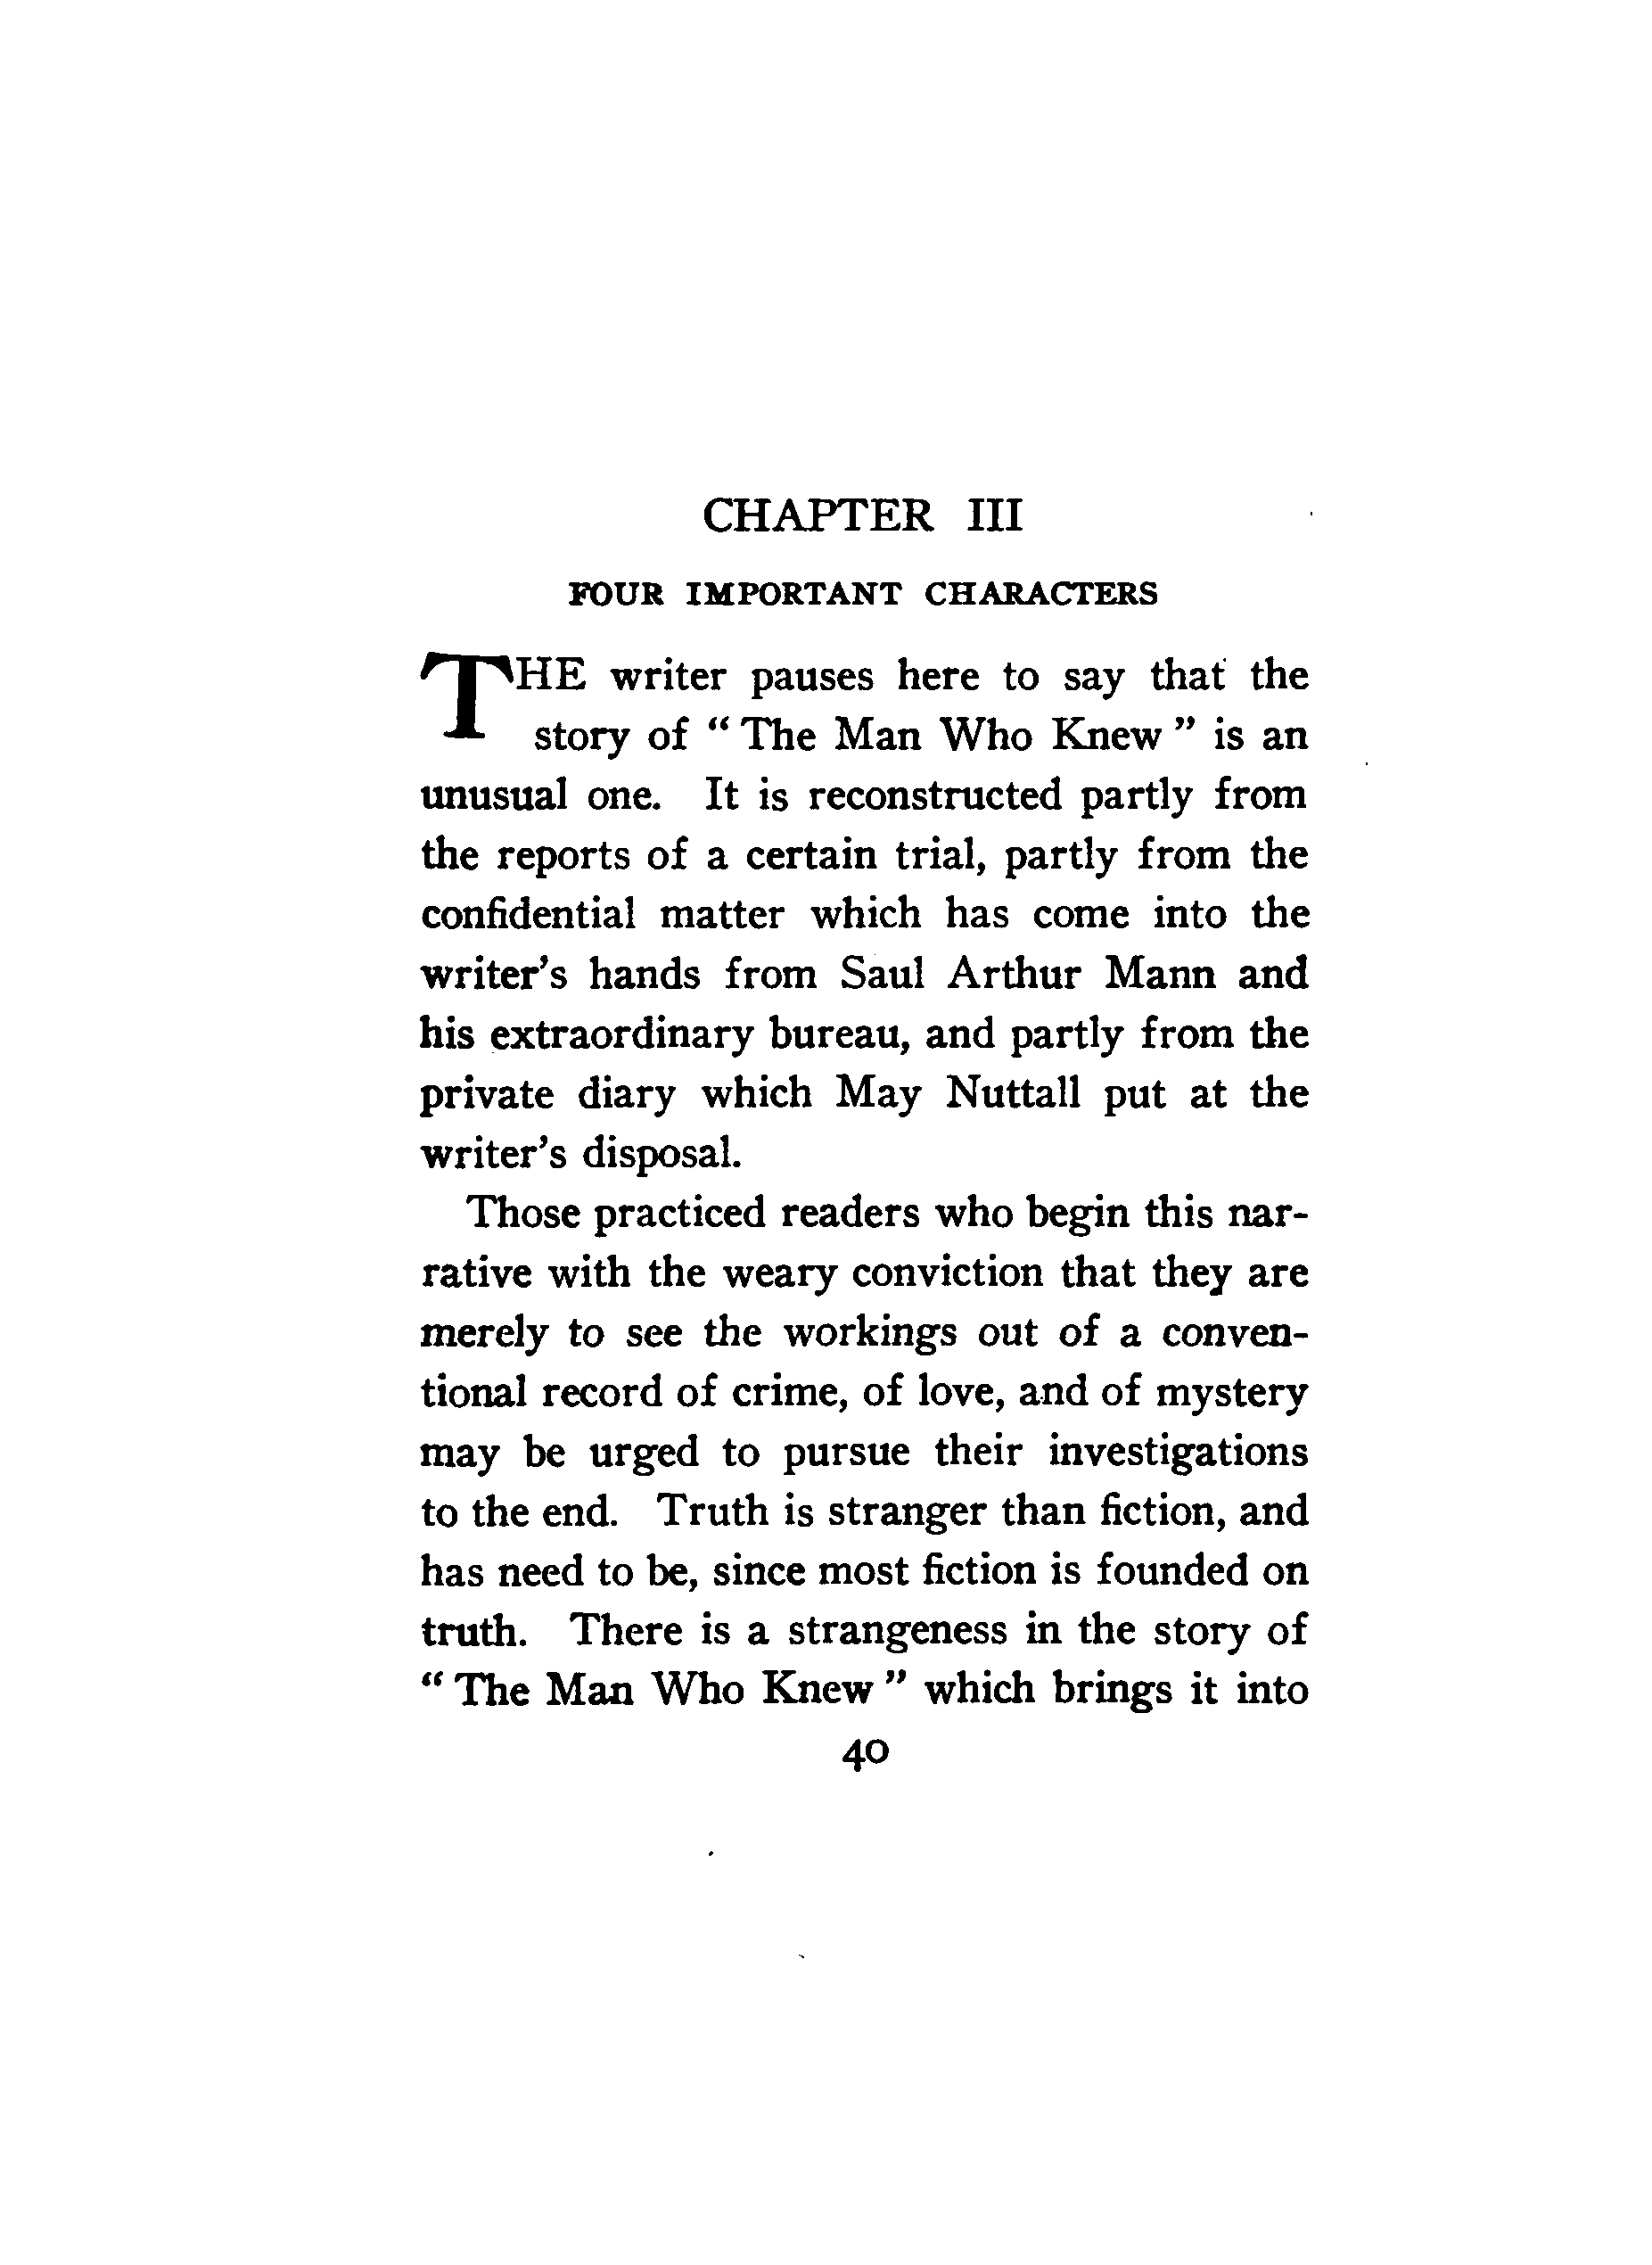 CHAPTER III
FOUR IMPORTANT CHARACTERS
THE writer pauses here to say that the
story of “ The Man Who Knew ” is an
unusual one. It is reconstructed partly from
the reports of a certain trial, partly from the
confidential matter which has come into the
writer’s hands from Saul Arthur Mann and
his extraordinary bureau, and partly from the
private diary which May Nuttall put at the
writer’s disposal.
Those practiced readers who begin this nar-
rative with the weary conviction that they are
merely to see the workings out of a conven-
tional record of crime, of love, and of mystery
may be urged to pursue their investigations
to the end. Truth is stranger than fiction, and
has need to be, since most fiction is founded on
truth. There is a strangeness in the story of
“ The Man Who Knew ” which brings it into
40